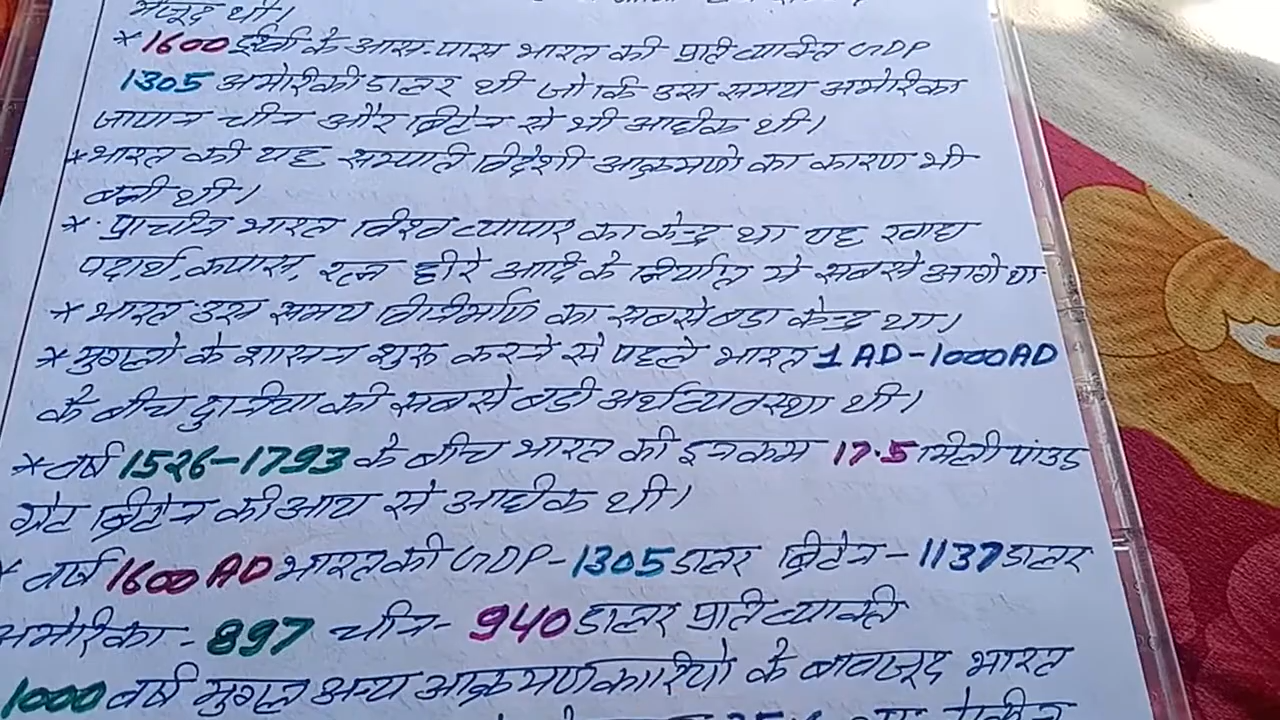 मौजूद थी।
* 1600 ईस्वी के आस-पास भारत की प्रति व्यक्ति GDP
1305 अमेरिकी डालर थी जो कि उस समय अमेरिका
जापान चीन और ब्रिटेन से भी अधिक थी।
* भारत की यह सम्पत्ति विदेशी आक्रमणो का कारण भी
बनी थी।
* प्राचीन भारत विश्व व्यापार का केन्द्र था यह खाद्य
पदार्थ, कपास, रत्न हीरे आदि के निर्यात मे सबसे आगे था
* भारत उस समय विनिर्माण का सबसे बडा केन्द्र था।
* मुगलो के शासन शुरू करने से पहले भारत 1 AD-1000AD
के बीच दुनिया की सबसे बडी अर्थव्यवस्था थी।
* वर्ष 1526-1793 के बीच भारत की इनकम 17.5 मिली पाउंड
ग्रेट ब्रिटेन की आय से अधिक थी।
* वर्ष 1600 AD भारत की GDP-1305 डालर ब्रिटेन-1137 डालर
अमेरिका-897 चीन-940 डालर प्रति व्यक्ति
1000 वर्ष मुगल अन्य आक्रमणकारियो के बावजूद भारत